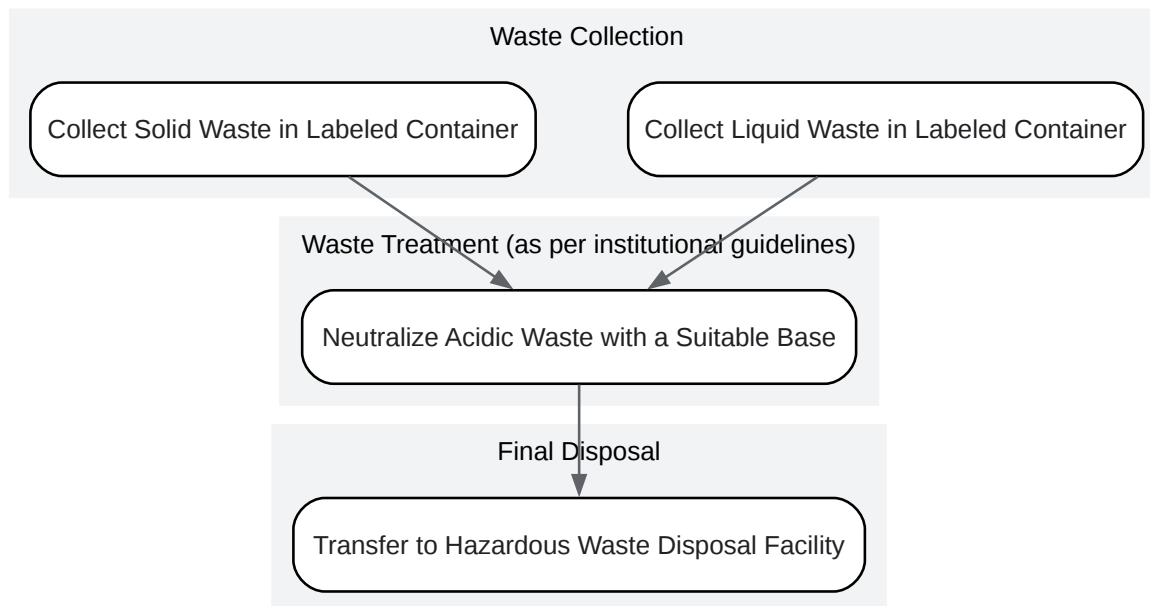 Waste Collection
Collect Solid Waste in Labeled Container
Collect Liquid Waste in Labeled Container
Waste Treatment (as per institutional guidelines)
Neutralize Acidic Waste with a Suitable Base
Final Disposal
Transfer to Hazardous Waste Disposal Facility